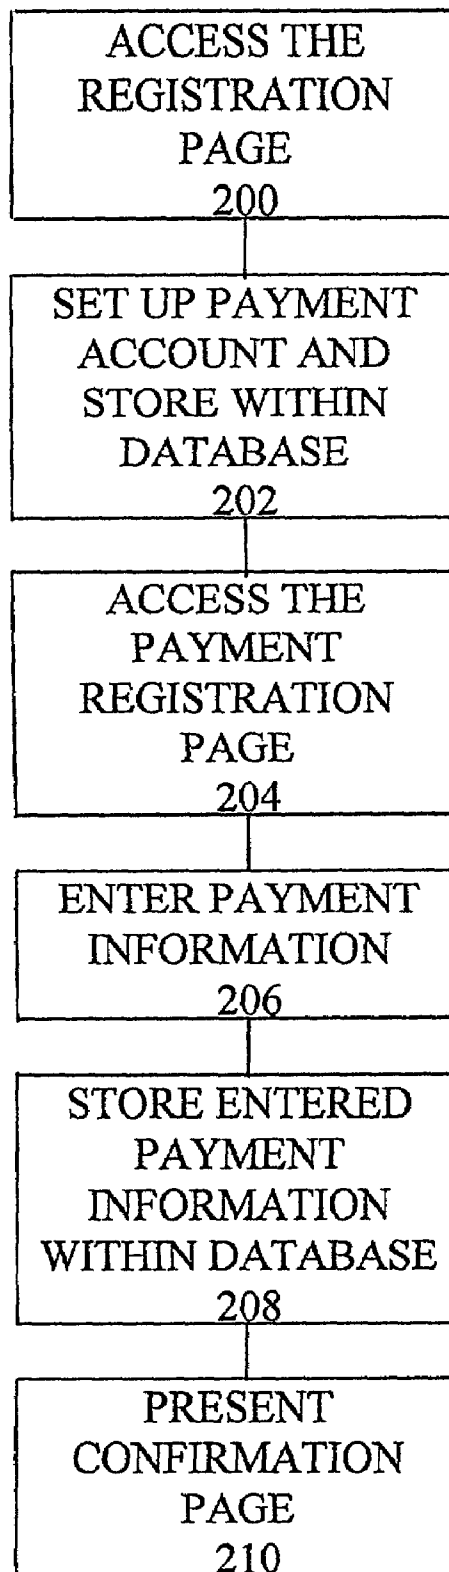 ACCESS THE
REGISTRATION
PAGE
200
SET UP PAYMENT
ACCOUNT AND
STORE WITHIN
DATABASE
202
ACCESS THE
PAYMENT
REGISTRATION
PAGE
204
ENTER PAYMENT
INFORMATION
206
STORE ENTERED
PAYMENT
INFORMATION
WITHIN DATABASE
208
PRESENT
CONFIRMATION
PAGE
210